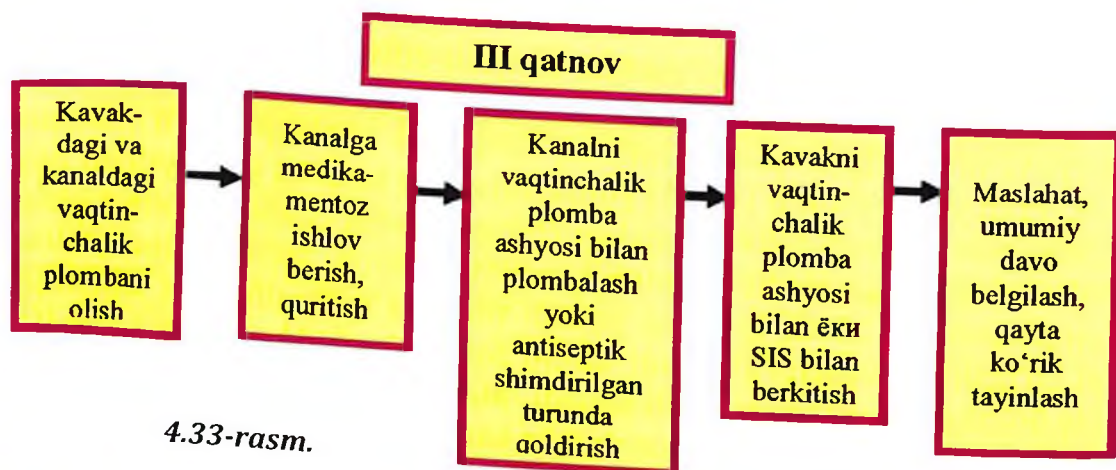 III qatnov
Kavak-
dagi va
kanaldagi
vaqtin-
chalik
plombani
olish
Kanalga
medika-
mentoz
ishlov
berish,
quritish
Kanalni
vaqtinchalik
plomba
ashyosi bilan
plombalash
yoki
antiseptik
shimdirilgan
turunda
qoldirish
Kavakni
vaqtin-
chalik
plomba
ashyosi
bilan ёки
SIS bilan
berkitish
Maslahat,
umumiy
davo
belgilash,
qayta
ko‘rik
tayinlash
4.33-rasm.